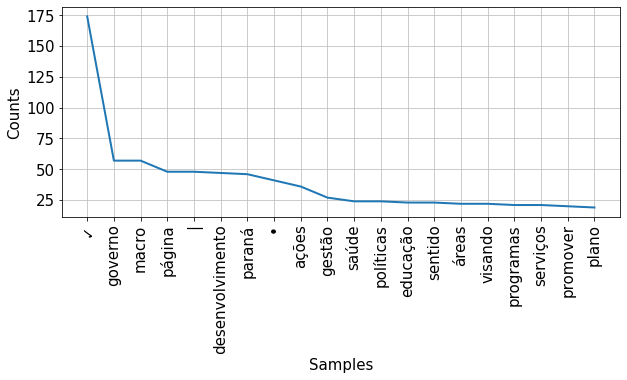 175
150
125
100
75
50
25
Counts
✓
governo
macro
página
|
desenvolvimento
paraná
•
ações
gestão
saúde
políticas
educação
sentido
áreas
visando
programas
serviços
promover
plano
Samples